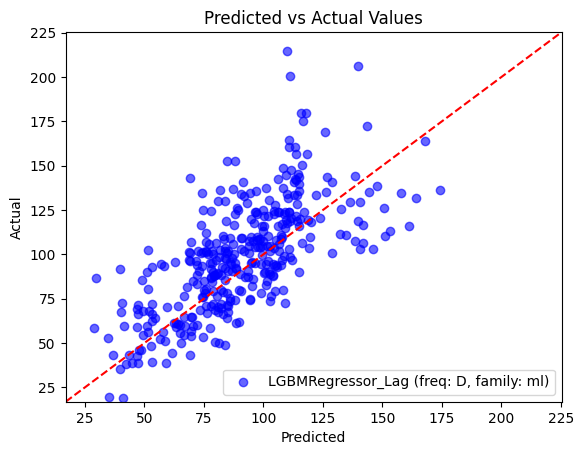 Predicted vs Actual Values
225
200
175
150
125
100
75
50
25
Actual
LGBMRegressor_Lag (freq: D, family: ml)
25 50 75 100 125 150 175 200 225
Predicted